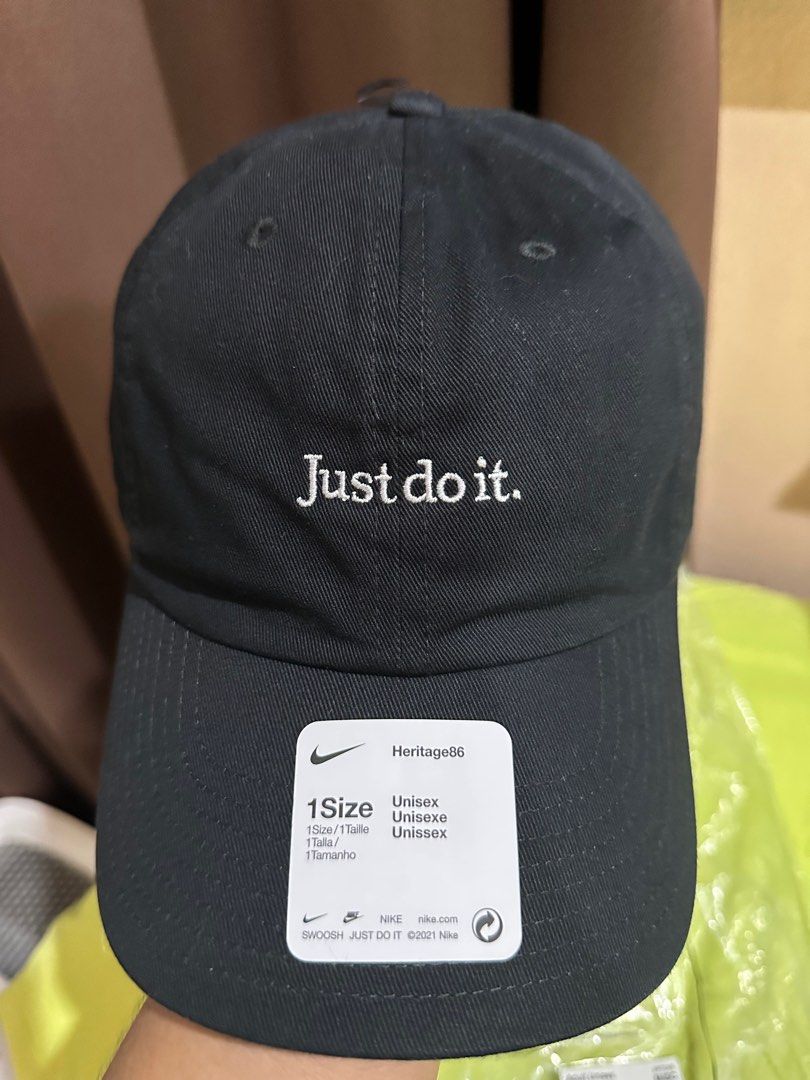 Just do it.
Heritage86
1Size
1Size/1Taille
1Talla/
1Tamanho
Unisex
Unisexe
Unissex
NIKE nike.com
SWOOSH JUST DO IT ©2021 Nike